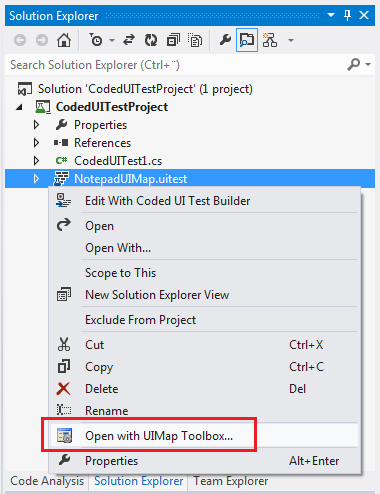 Solution Explorer
Search Solution Explorer (Ctrl+¨)
Solution 'CodedUITestProject' (1 project)
CodedUITestProject
Properties
References
C# CodedUITest1.cs
NotepadUIMap.uitest
Edit With Coded UI Test Builder
Open
Open With...
Scope to This
New Solution Explorer View
Exclude From Project
Cut Ctrl+X
Copy Ctrl+C
Delete Del
Rename
Open with UIMap Toolbox...
Properties Alt+Enter
Code Analysis Solution Explorer Team Explorer